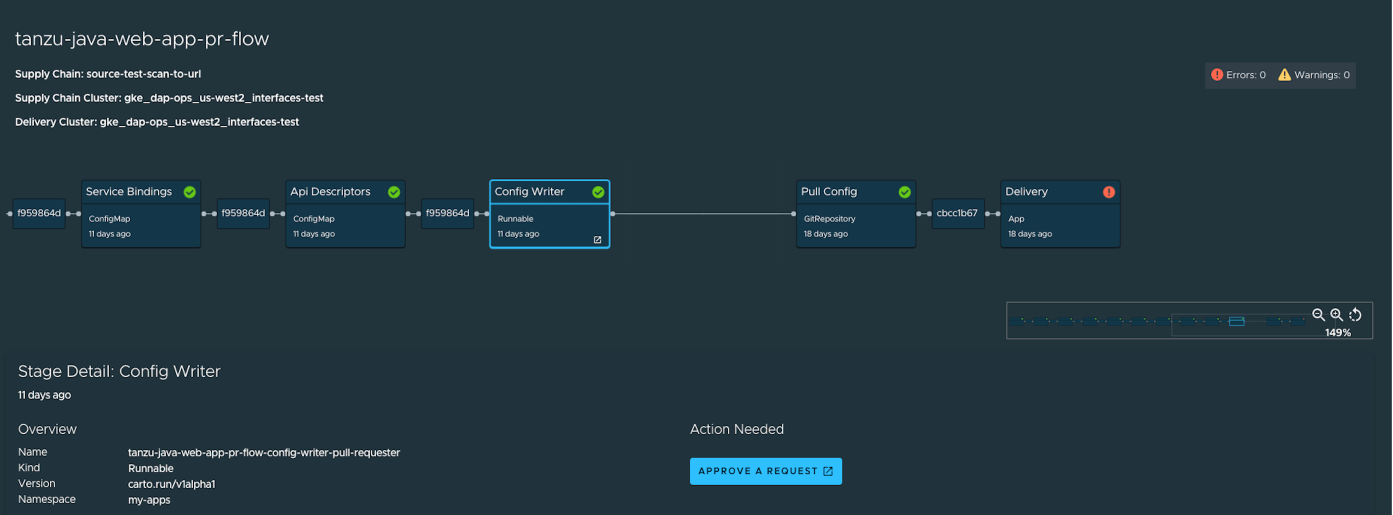 tanzu-java-web-app-pr-flow
Supply Chain: source-test-scan-to-url
Errors: 0 Warnings: 0
Supply Chain Cluster: gke_dap-ops_us-west2_interfaces-test
Delivery Cluster: gke_dap-ops_us-west2_interfaces-test
f959864d
Service Bindings
ConfigMap
11 days ago
f959864d
Api Descriptors
ConfigMap
11 days ago
f959864d
Config Writer
Runnable
11 days ago
Pull Config
GitRepository
18 days ago
cbcc1b67
Delivery
App
18 days ago
149%
Stage Detail: Config Writer
11 days ago
Overview
Name tanzu-java-web-app-pr-flow-config-writer-pull-requester
Kind Runnable
Version carto.run/v1alpha1
Namespace my-apps
Action Needed
APPROVE A REQUEST